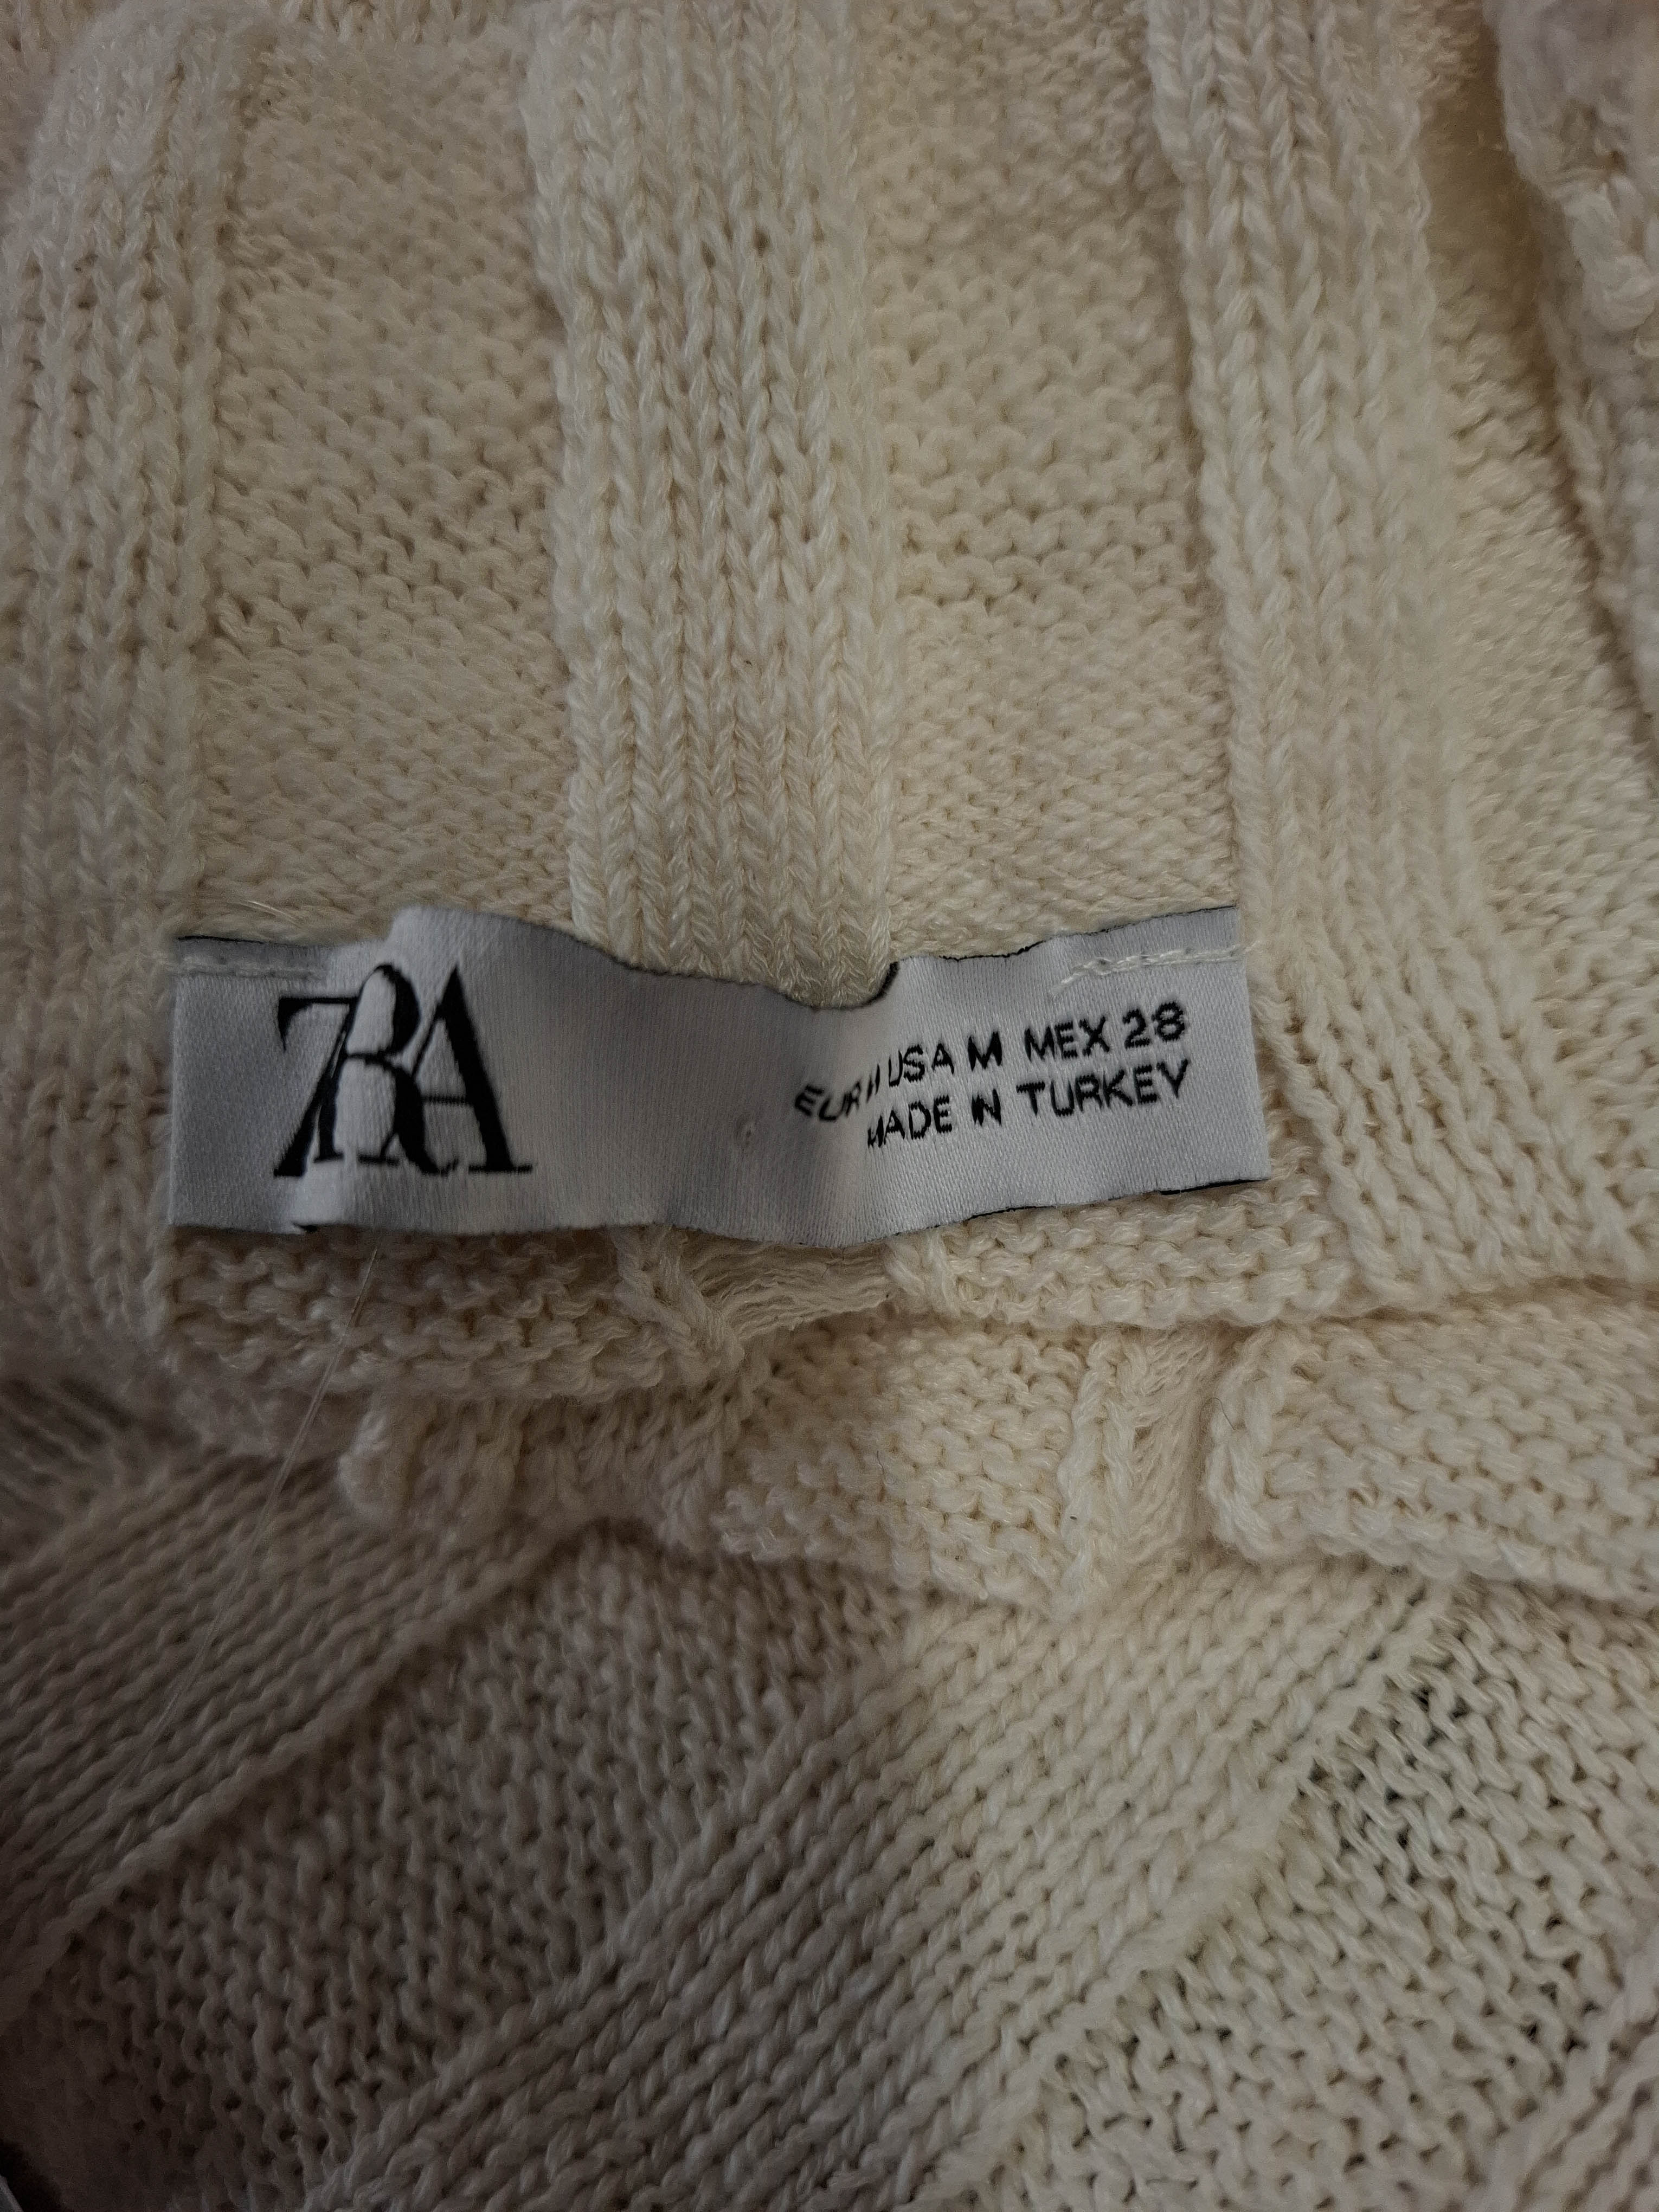 ZARA
EUR M USA M MEX 28
MADE IN TURKEY